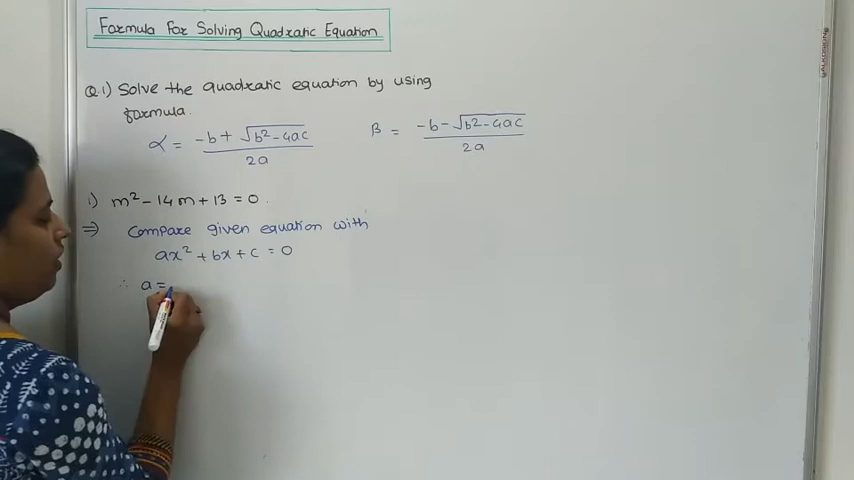 Formula For Solving Quadratic Equation
Q.1) Solve the quadratic equation by using
formula.
α = -b + √b² - 4ac / 2a β = -b - √b² - 4ac / 2a
i) m² - 14m + 13 = 0.
⇒ Compare given equation with
ax² + bx + c = 0
∴ a =